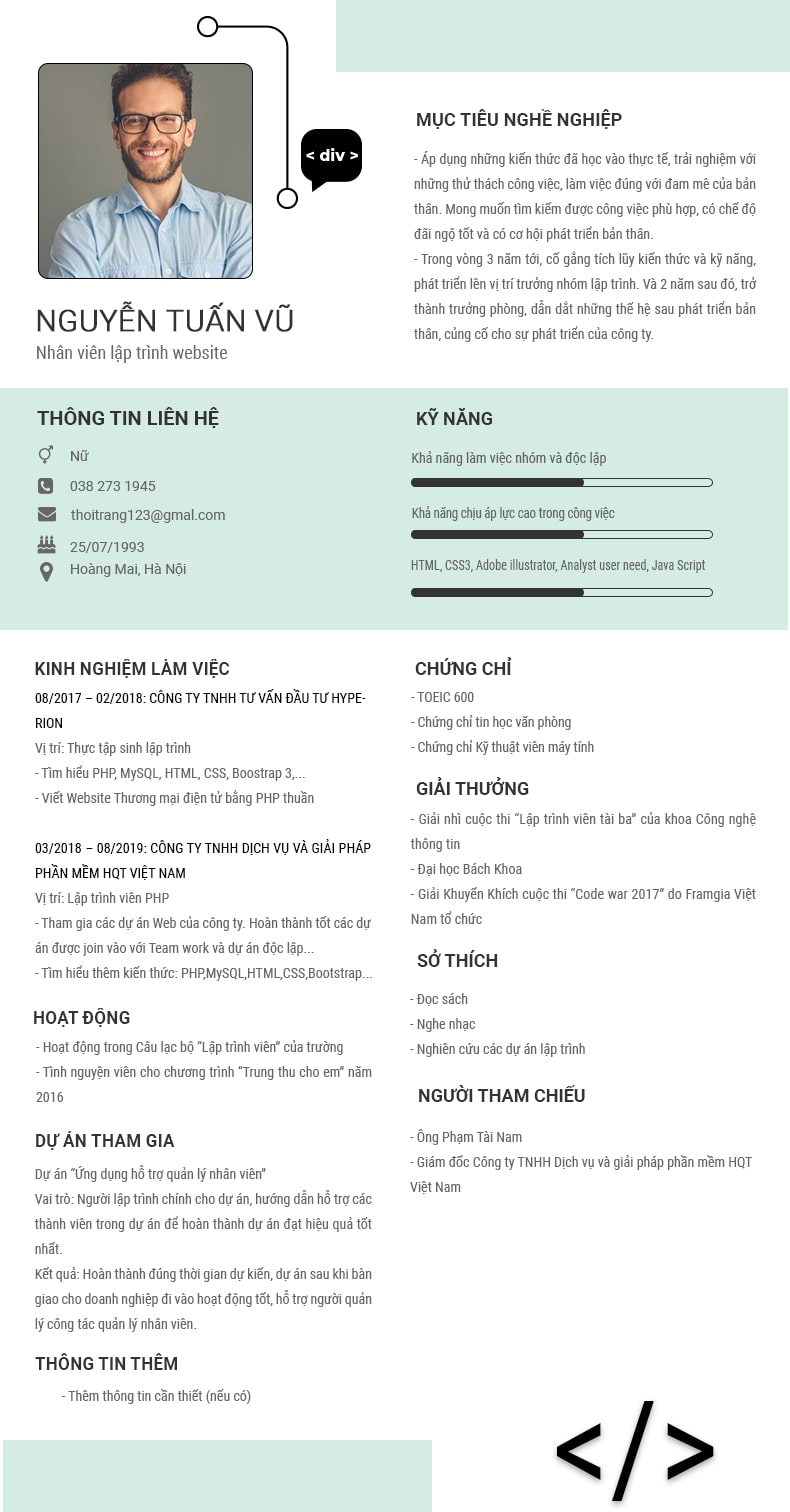 < div >
NGUYỄN TUẤN VŨ
Nhân viên lập trình website
MỤC TIÊU NGHỀ NGHIỆP
- Áp dụng những kiến thức đã học vào thực tế, trải nghiệm với
những thử thách công việc, làm việc đúng với đam mê của bản
thân. Mong muốn tìm kiếm được công việc phù hợp, có chế độ
đãi ngộ tốt và có cơ hội phát triển bản thân.
- Trong vòng 3 năm tới, cố gắng tích lũy kiến thức và kỹ năng,
phát triển lên vị trí trưởng nhóm lập trình. Và 2 năm sau đó, trở
thành trưởng phòng, dẫn dắt những thế hệ sau phát triển bản
thân, củng cố cho sự phát triển của công ty.
THÔNG TIN LIÊN HỆ
Nữ
038 273 1945
thoitrang123@gmal.com
25/07/1993
Hoàng Mai, Hà Nội
KỸ NĂNG
Khả năng làm việc nhóm và độc lập
Khả năng chịu áp lực cao trong công việc
HTML, CSS3, Adobe illustrator, Analyst user need, Java Script
KINH NGHIỆM LÀM VIỆC
08/2017 – 02/2018: CÔNG TY TNHH TƯ VẤN ĐẦU TƯ HYPE-
RION
Vị trí: Thực tập sinh lập trình
- Tìm hiểu PHP, MySQL, HTML, CSS, Boostrap 3,...
- Viết Website Thương mại điện tử bằng PHP thuần
03/2018 – 08/2019: CÔNG TY TNHH DỊCH VỤ VÀ GIẢI PHÁP
PHẦN MỀM HQT VIỆT NAM
Vị trí: Lập trình viên PHP
- Tham gia các dự án Web của công ty. Hoàn thành tốt các dự
án được join vào với Team work và dự án độc lập...
- Tìm hiểu thêm kiến thức: PHP,MySQL,HTML,CSS,Bootstrap...
HOẠT ĐỘNG
- Hoạt động trong Câu lạc bộ “Lập trình viên” của trường
- Tình nguyện viên cho chương trình “Trung thu cho em” năm
2016
DỰ ÁN THAM GIA
Dự án “Ứng dụng hỗ trợ quản lý nhân viên”
Vai trò: Người lập trình chính cho dự án, hướng dẫn hỗ trợ các
thành viên trong dự án để hoàn thành dự án đạt hiệu quả tốt
nhất.
Kết quả: Hoàn thành đúng thời gian dự kiến, dự án sau khi bàn
giao cho doanh nghiệp đi vào hoạt động tốt, hỗ trợ người quản
lý công tác quản lý nhân viên.
THÔNG TIN THÊM
- Thêm thông tin cần thiết (nếu có)
CHỨNG CHỈ
- TOEIC 600
- Chứng chỉ tin học văn phòng
- Chứng chỉ Kỹ thuật viên máy tính
GIẢI THƯỞNG
- Giải nhì cuộc thi “Lập trình viên tài ba” của khoa Công nghệ
thông tin
- Đại học Bách Khoa
- Giải Khuyến Khích cuộc thi “Code war 2017” do Framgia Việt
Nam tổ chức
SỞ THÍCH
- Đọc sách
- Nghe nhạc
- Nghiên cứu các dự án lập trình
NGƯỜI THAM CHIẾU
- Ông Phạm Tài Nam
- Giám đốc Công ty TNHH Dịch vụ và giải pháp phần mềm HQT
Việt Nam
</>